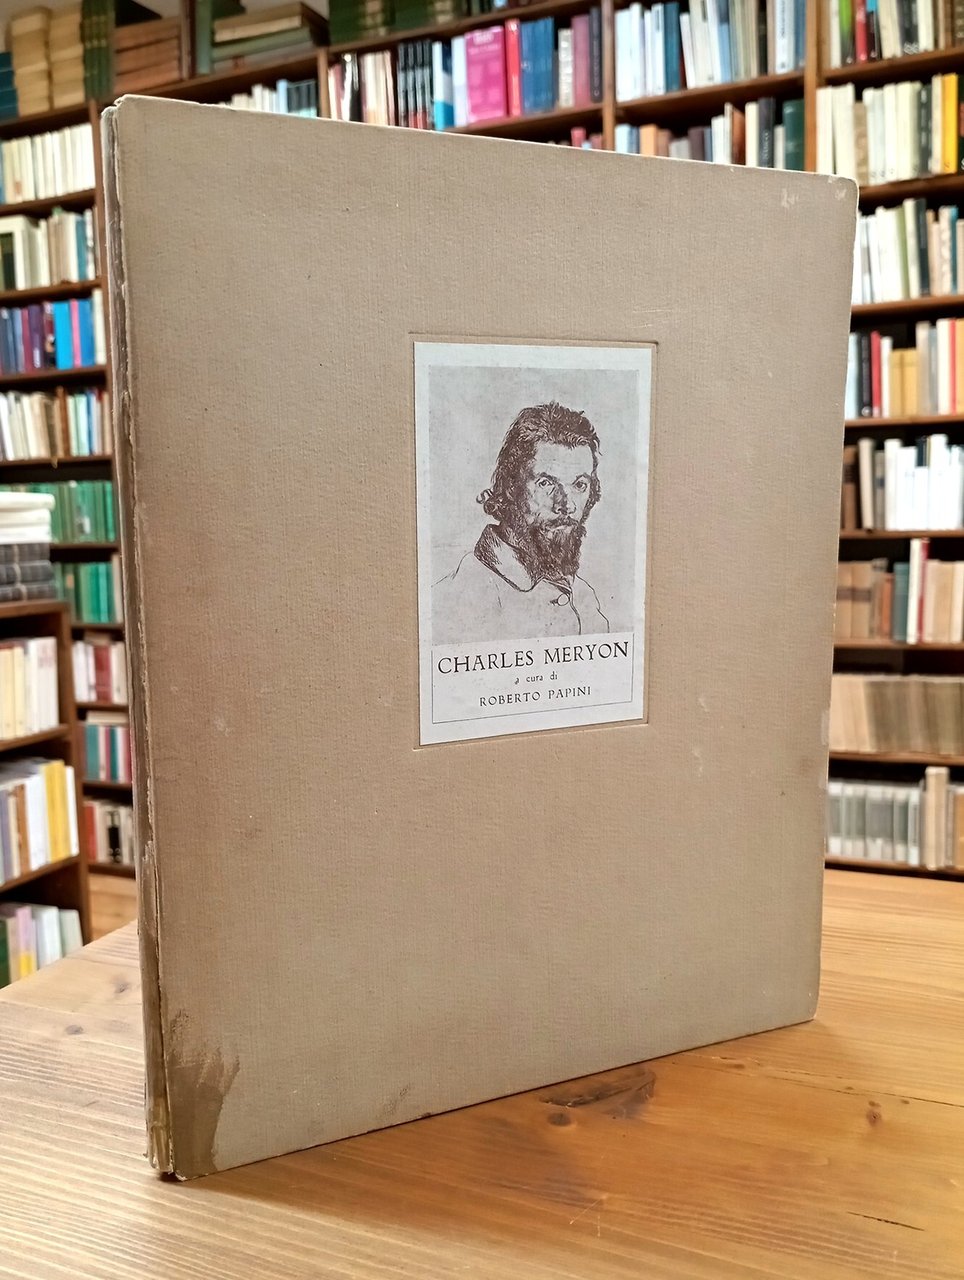 CHARLES MERYON
a cura di
ROBERTO PAPINI